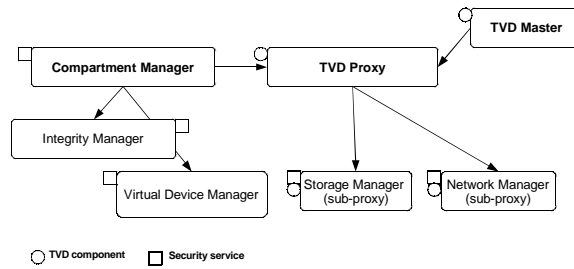 TVD Master
Compartment Manager
TVD Proxy
Integrity Manager
Virtual Device Manager
Storage Manager
(sub-proxy)
Network Manager
(sub-proxy)
TVD component
Security service